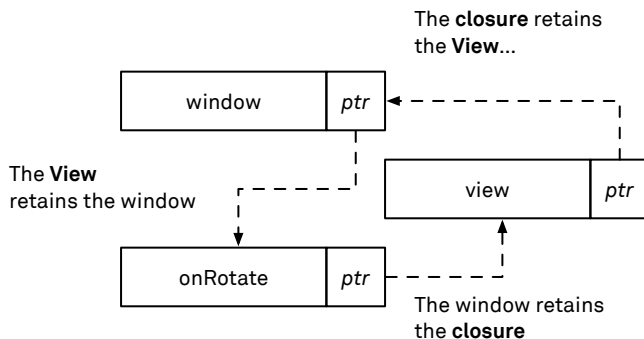 The closure retains
the View...
window
ptr
The View
retains the window
view
ptr
onRotate
ptr
The window retains
the closure